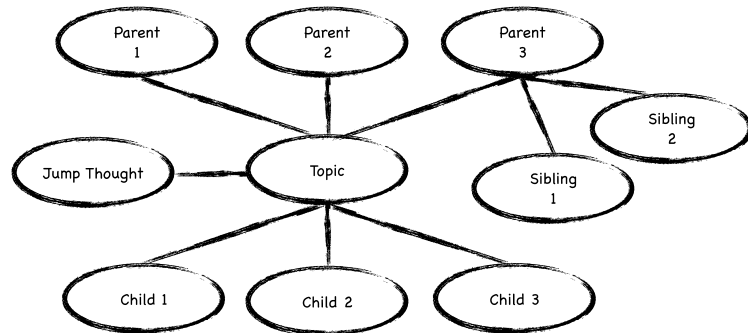 Parent
1
Parent
2
Parent
3
Sibling
2
Jump Thought
Topic
Sibling
1
Child 1
Child 2
Child 3